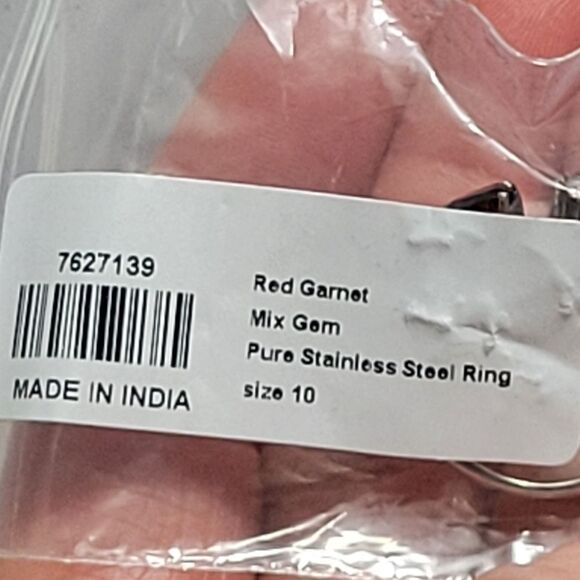 7627139
MADE IN INDIA
Red Garnet
Mix Gem
Pure Stainless Steel Ring
size 10